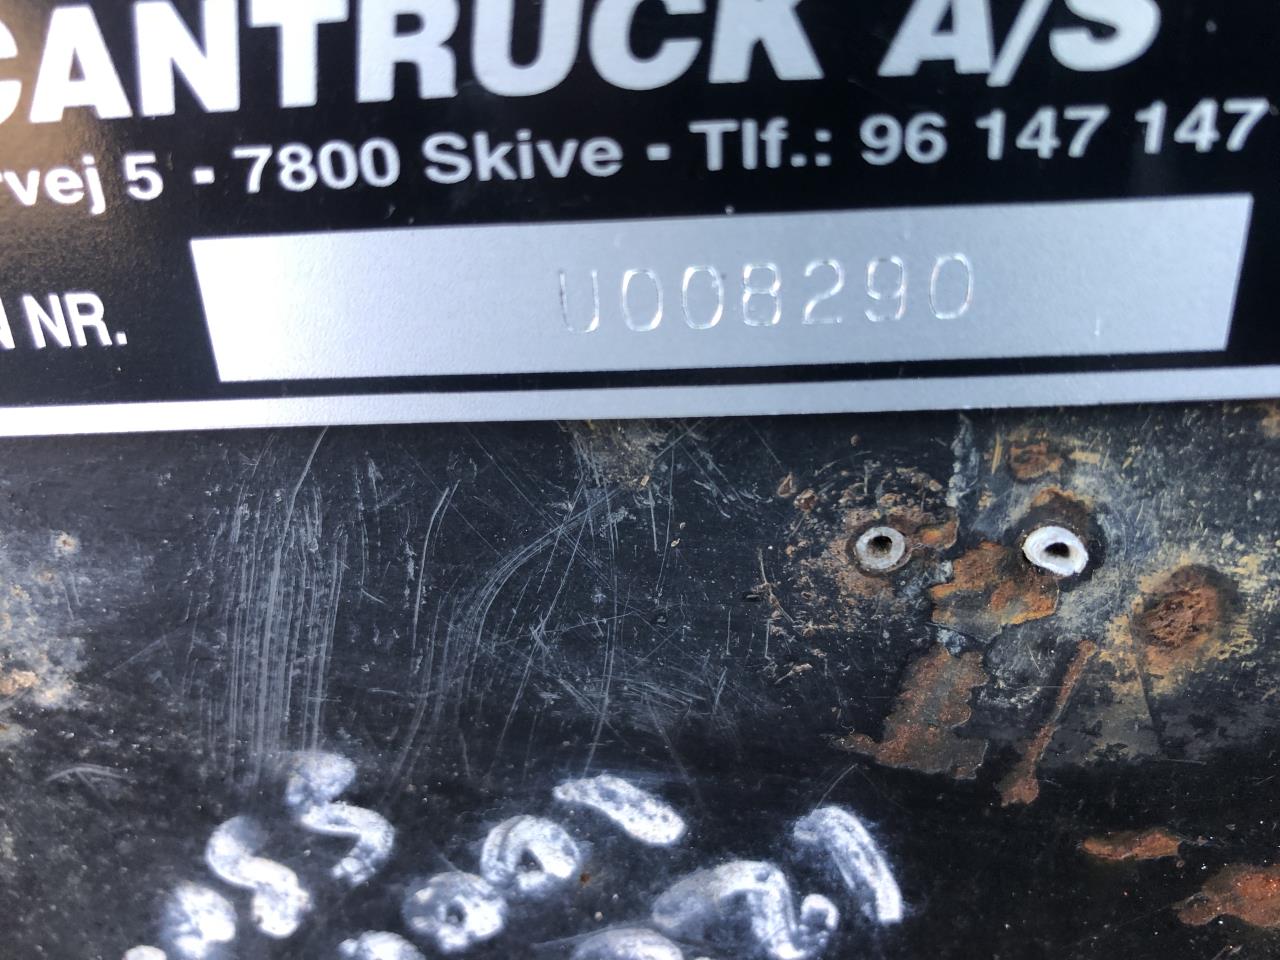 CANTRUCK A/S
rvej 5 - 7800 Skive - Tlf.: 96 147 147
N NR. U008290